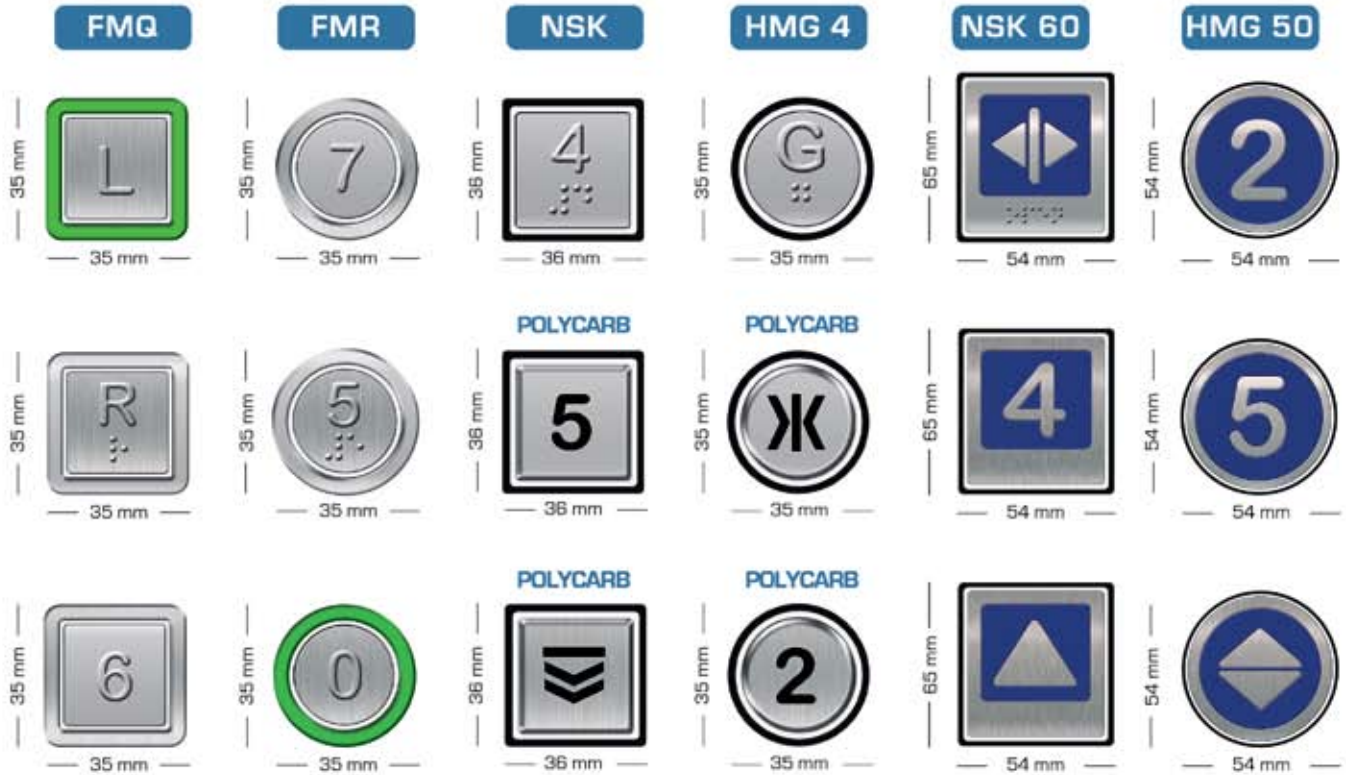 FMQ FMR NSK HMG 4 NSK 60 HMG 50
35 mm L 35 mm 7 36 mm 4 35 mm G 65 mm 54 mm 2
35 mm 35 mm 36 mm 35 mm 54 mm 54 mm
POLYCARB POLYCARB
35 mm R 35 mm 5 36 mm 5 35 mm 65 mm 4 54 mm 5
35 mm 35 mm 36 mm 35 mm 54 mm 54 mm
POLYCARB POLYCARB
35 mm 6 35 mm 0 36 mm 35 mm 2 65 mm 54 mm
35 mm 35 mm 36 mm 35 mm 54 mm 54 mm